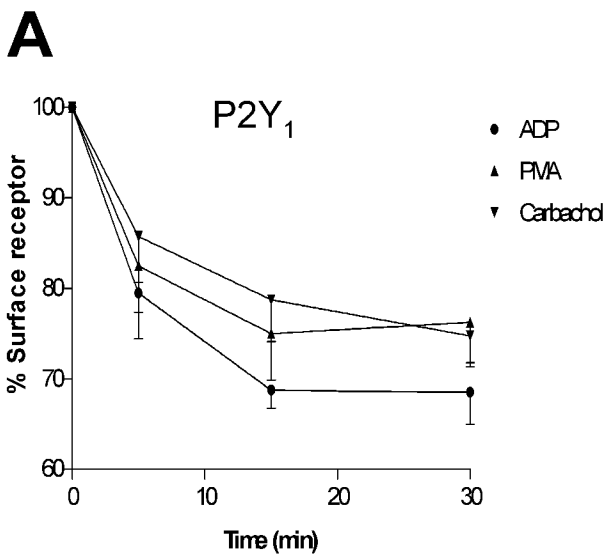 A
P2Y1
100
90
80
70
60
% Surface receptor
0
10
20
30
Time (min)
ADP
PMA
Carbachol